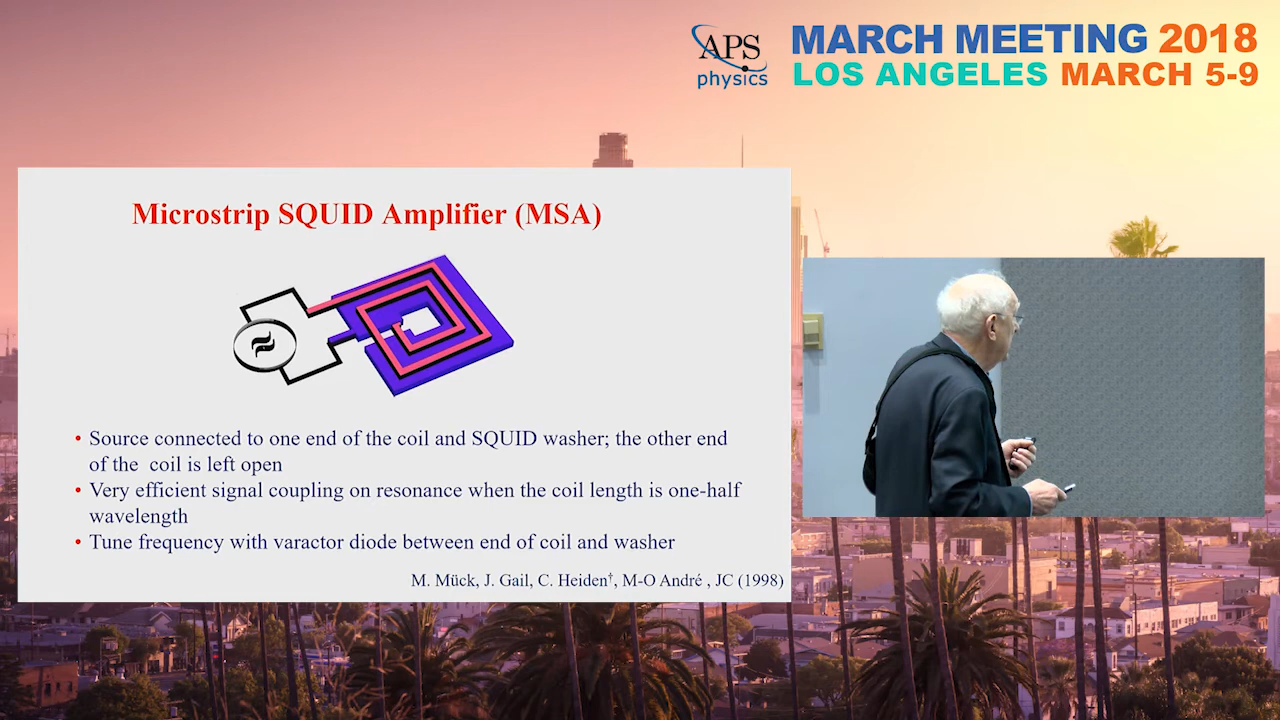 APS
physics
MARCH MEETING 2018
LOS ANGELES MARCH 5-9
Microstrip SQUID Amplifier (MSA)
• Source connected to one end of the coil and SQUID washer; the other end
of the coil is left open
• Very efficient signal coupling on resonance when the coil length is one-half
wavelength
• Tune frequency with varactor diode between end of coil and washer
M. Mück, J. Gail, C. Heiden†, M-O André , JC (1998)